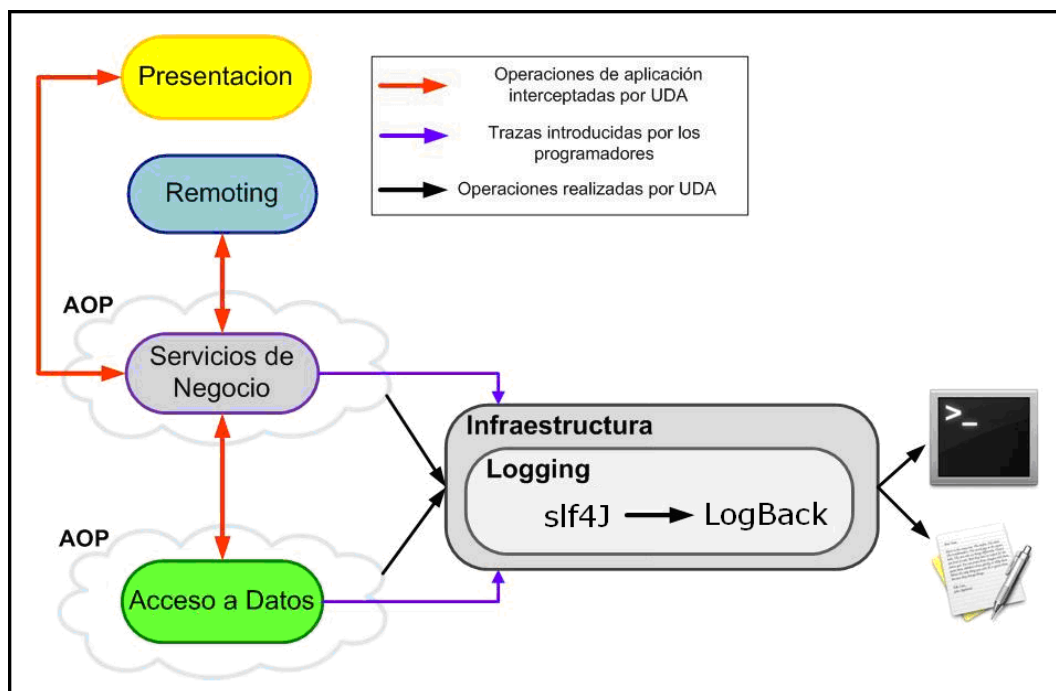 Presentacion
Operaciones de aplicación
interceptadas por UDA
Trazas introducidas por los
programadores
Operaciones realizadas por UDA
Remoting
AOP
Servicios de
Negocio
Infraestructura
Logging
slf4J
LogBack
>_
AOP
Acceso a Datos